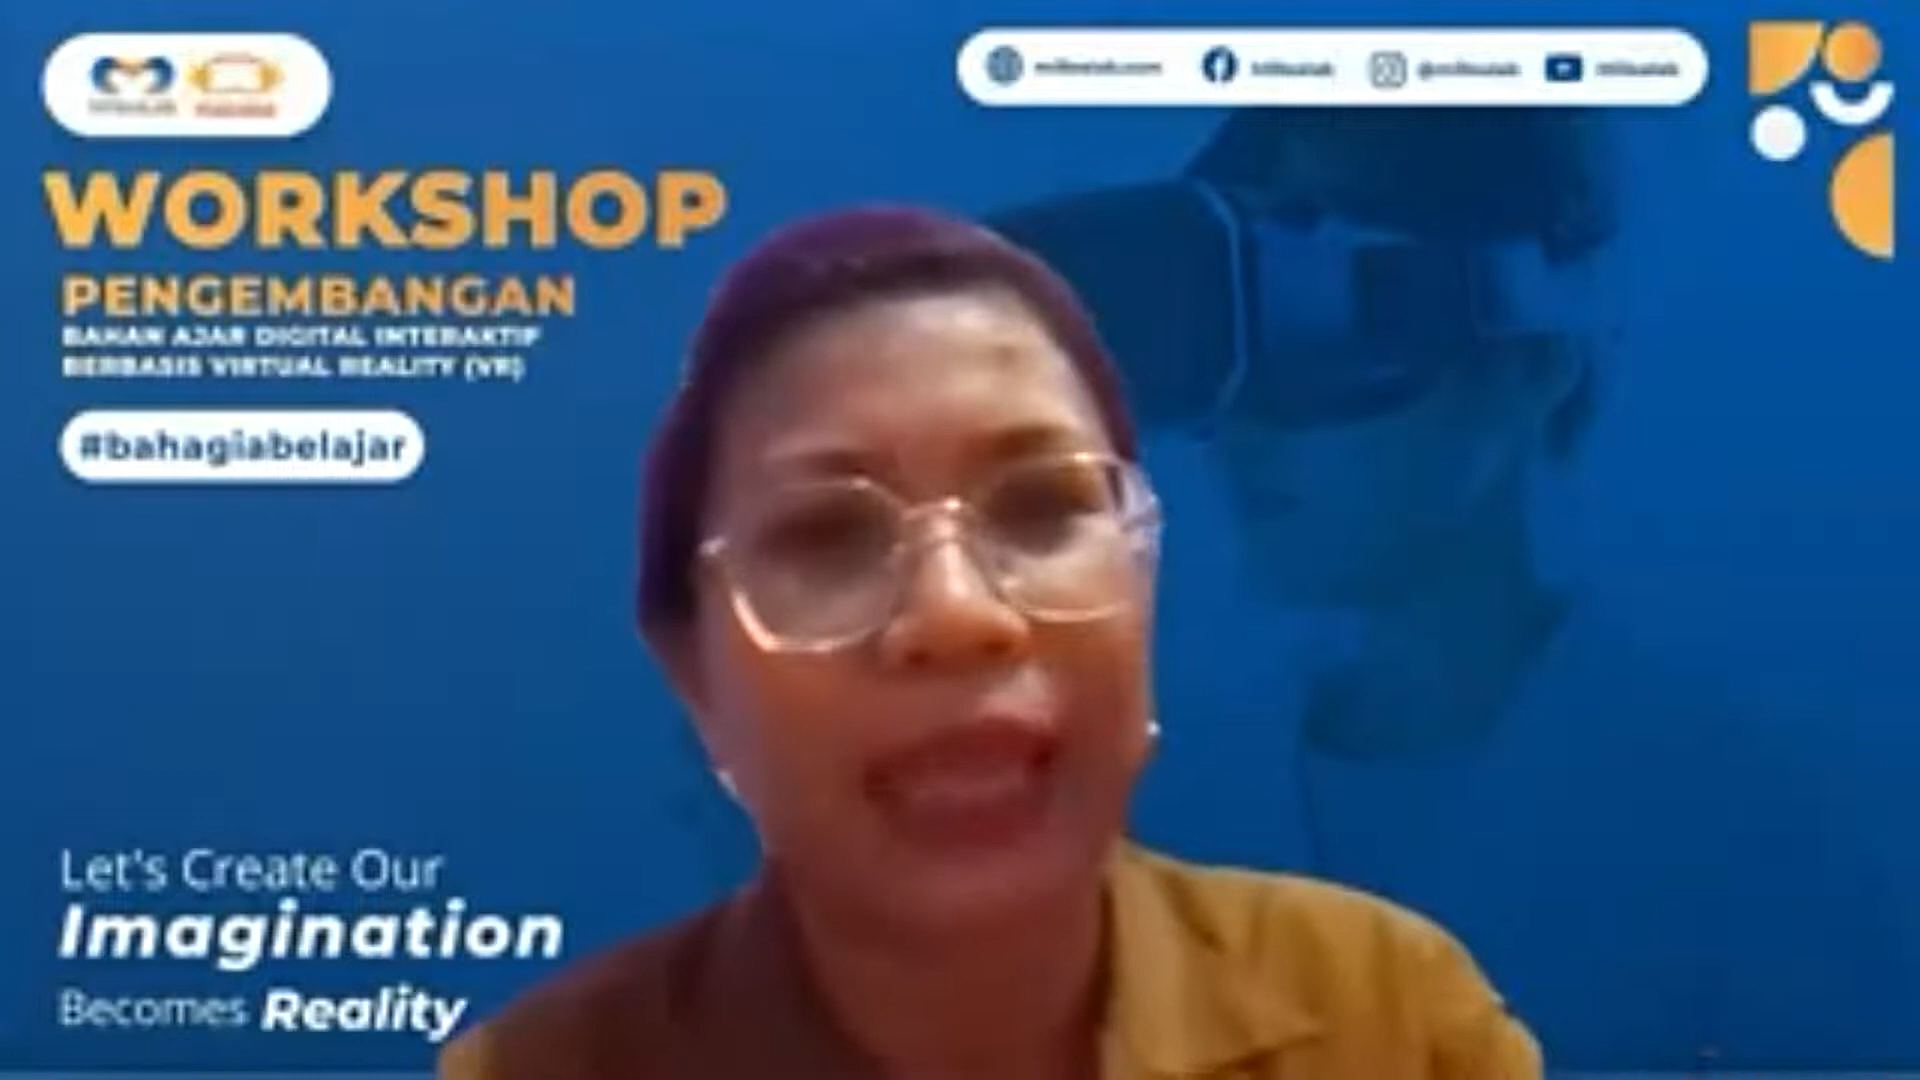 WORKSHOP
PENGEMBANGAN
BAHAN AJAR DIGITAL INTERAKTIF
BERBASIS VIRTUAL REALITY (VR)
#bahagiabelajar
Let's Create Our
Imagination
Becomes Reality